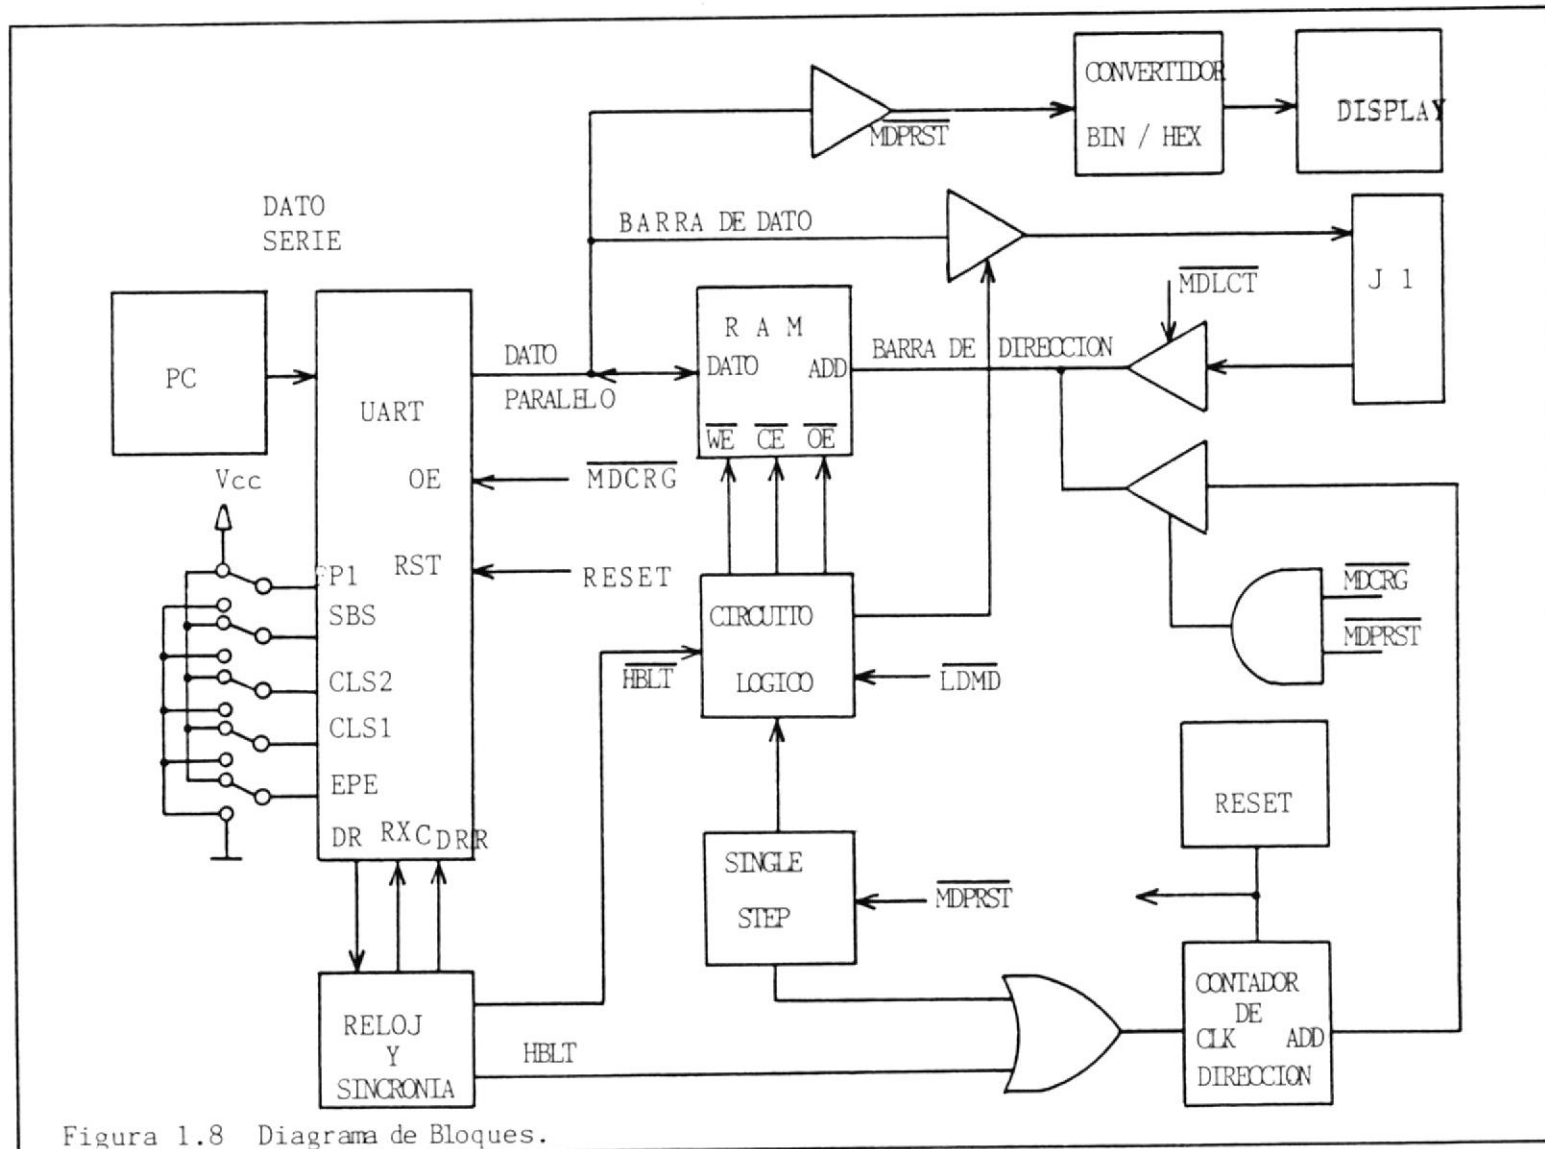 CONVERTIDOR
BIN / HEX
DISPLAY
MDPRST
DATO
SERIE
BARRA DE DATO
MDLCT
J 1
R A M
DATO
ADD
WE
CE
OE
BARRA DE DIRECCION
PC
UART
DATO
PARALELO
OE
MDCRG
RST
RESET
Vcc
PP1
SBS
CLS2
CLS1
EPE
DR
RX C
DRR
HBLT
CIRCUITO
LOGICO
LDMD
MDCRG
MDPRST
SINGLE
STEP
MDPRST
RESET
RELOJ
Y
SINCRONIA
HBLT
CONTADOR
DE
CLK
ADD
DIRECCION
Figura 1.8 Diagrama de Bloques.